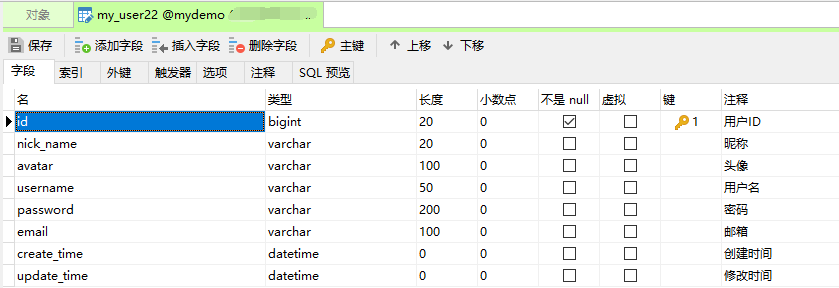 对象 my_user22 @mydemo (
保存 添加字段 插入字段 删除字段 主键 上移 下移
字段 索引 外键 触发器 选项 注释 SQL 预览
名 类型 长度 小数点 不是 null 虚拟 键 注释
id bigint 20 0 1 用户ID
nick_name varchar 20 0 昵称
avatar varchar 100 0 头像
username varchar 50 0 用户名
password varchar 200 0 密码
email varchar 100 0 邮箱
create_time datetime 0 0 创建时间
update_time datetime 0 0 修改时间